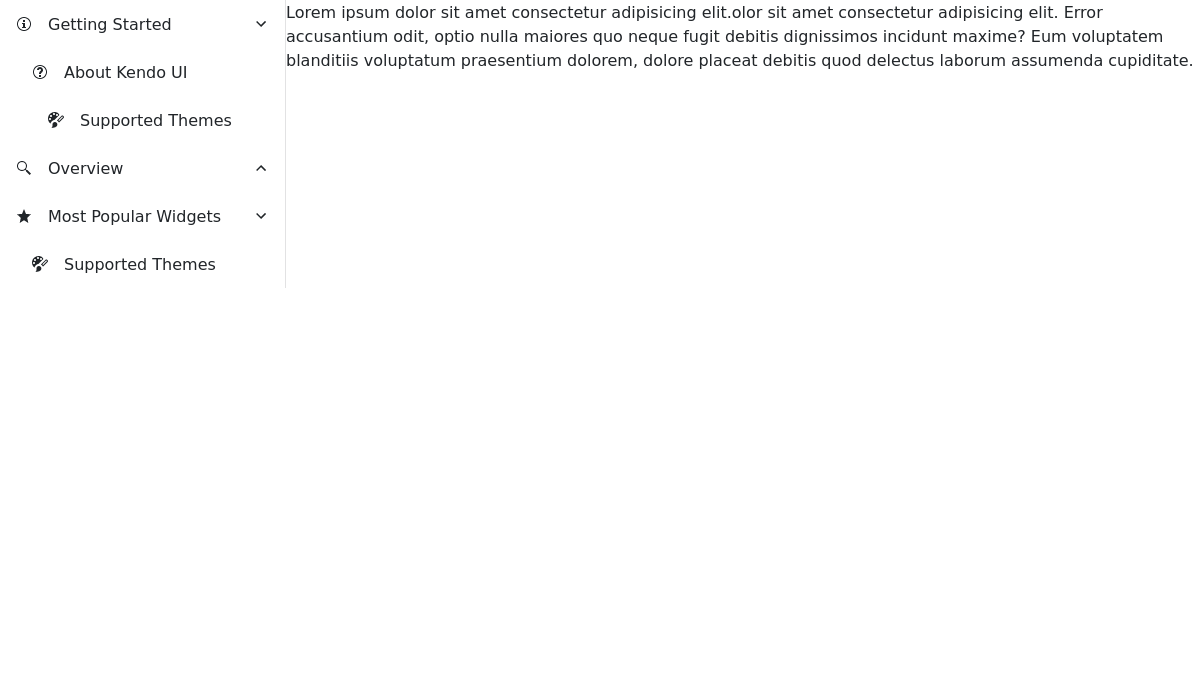 Getting Started
About Kendo UI
Supported Themes
Overview
Most Popular Widgets
Supported Themes
Lorem ipsum dolor sit amet consectetur adipisicing elit.olor sit amet consectetur adipisicing elit. Error
accusantium odit, optio nulla maiores quo neque fugit debitis dignissimos incidunt maxime? Eum voluptatem
blanditiis voluptatum praesentium dolorem, dolore placeat debitis quod delectus laborum assumenda cupiditate.